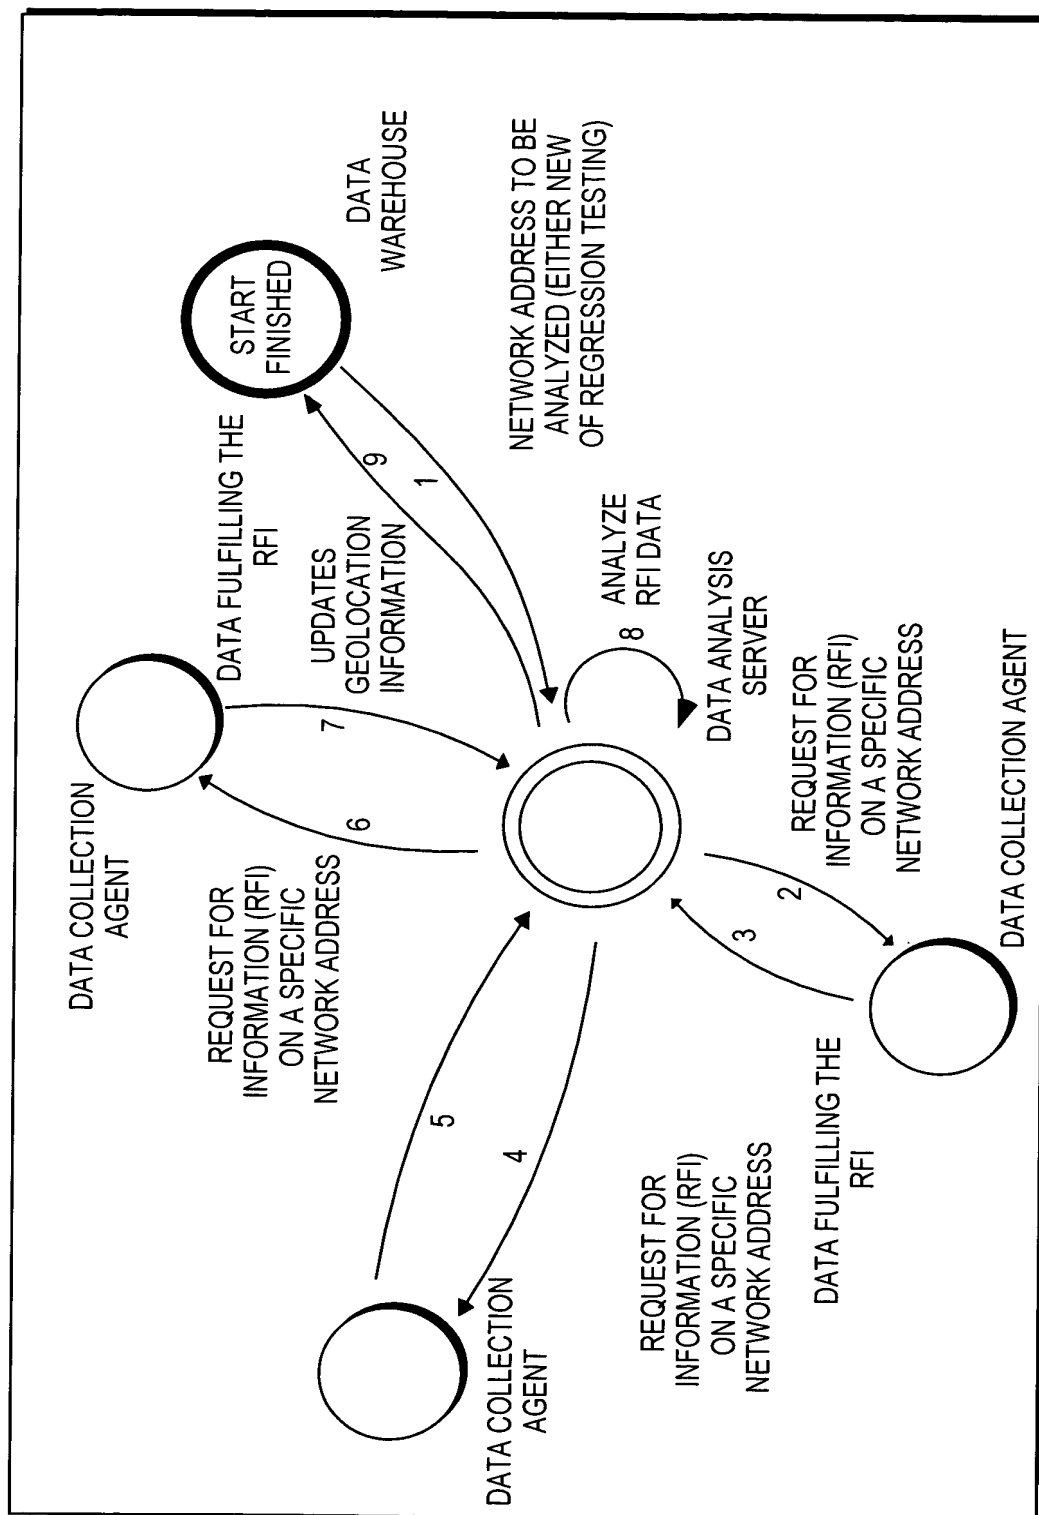 DATA COLLECTION
AGENT
REQUEST FOR
INFORMATION (RFI)
ON A SPECIFIC
NETWORK ADDRESS
6
7
DATA FULFILLING THE
RFI
START
FINISHED
DATA
WAREHOUSE
UPDATES
GEOLOCATION
INFORMATION
9
1
NETWORK ADDRESS TO BE
ANALYZED (EITHER NEW
OF REGRESSION TESTING)
5
4
DATA COLLECTION
AGENT
8
ANALYZE
RFI DATA
DATA ANALYSIS
SERVER
REQUEST FOR
INFORMATION (RFI)
ON A SPECIFIC
NETWORK ADDRESS
3
2
REQUEST FOR
INFORMATION (RFI)
ON A SPECIFIC
NETWORK ADDRESS
DATA FULFILLING THE
RFI
DATA COLLECTION AGENT